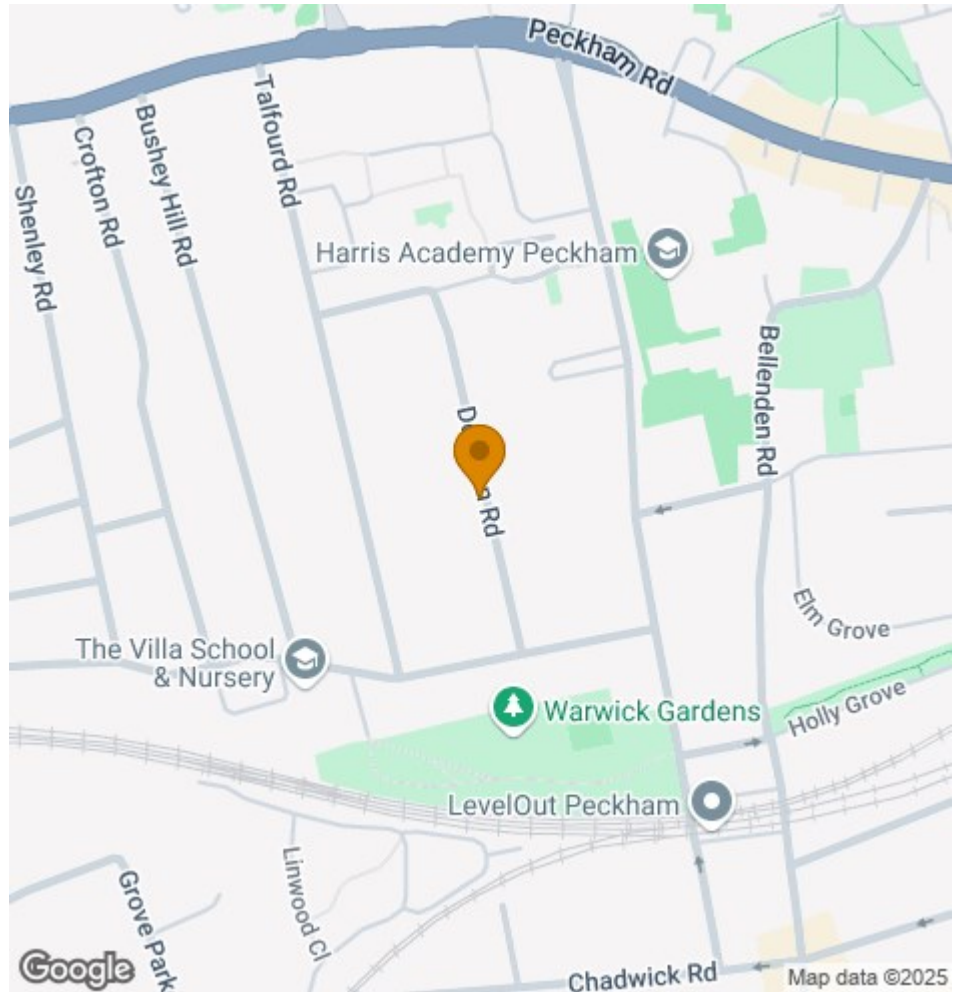 Peckham Rd
Talfourd Rd
Bushey Hill Rd
Crofton Rd
Shenley Rd
Harris Academy Peckham
Bellenden Rd
Rd
Elm Grove
The Villa School
& Nursery
Warwick Gardens
Holly Grove
LevelOut Peckham
Linwood Cl
Grove Park
Google
Chadwick Rd
Map data ©2025